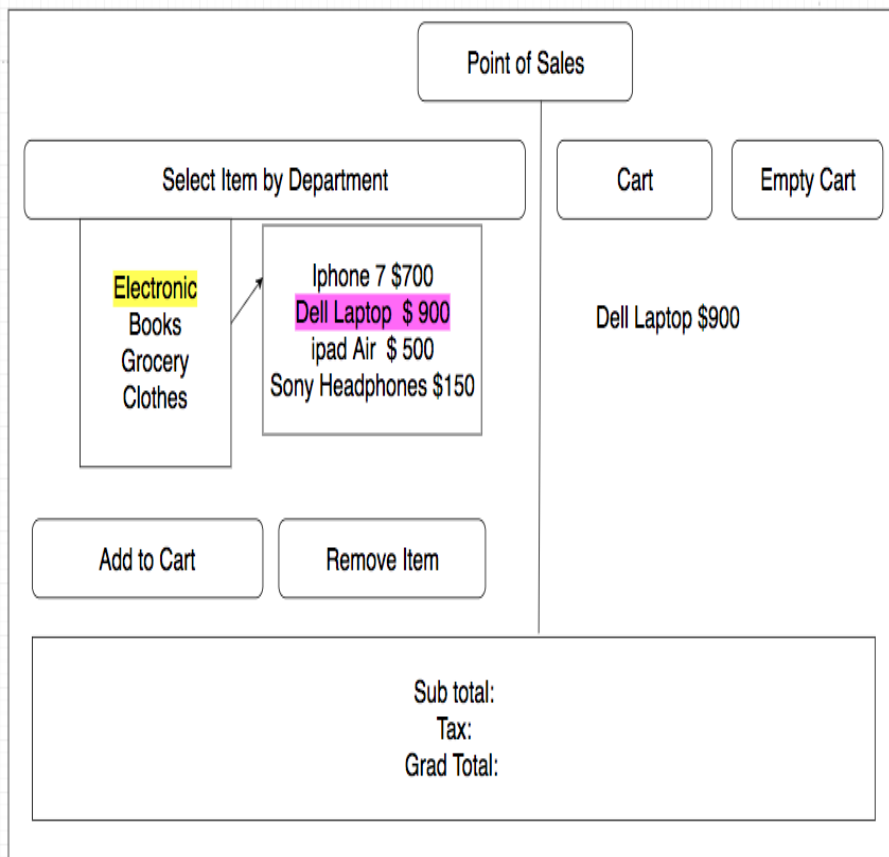 Point of Sales
Select Item by Department
Cart
Empty Cart
Electronic
Books
Grocery
Clothes
Iphone 7 $700
Dell Laptop $ 900
ipad Air $ 500
Sony Headphones $150
Dell Laptop $900
Add to Cart
Remove Item
Sub total:
Tax:
Grad Total: